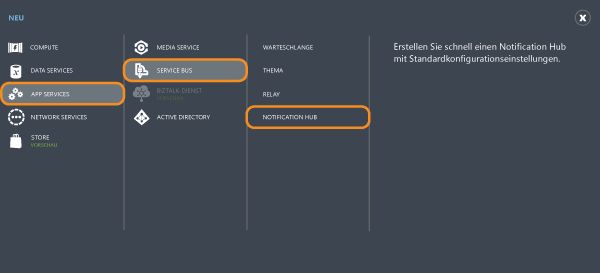 NEU
COMPUTE
DATA SERVICES
APP SERVICES
NETWORK SERVICES
STORE
VORSCHAU
MEDIA SERVICE
SERVICE BUS
BIZTALK-DIENST
VORSCHAU
ACTIVE DIRECTORY
WARTESCHLANGE
THEMA
RELAY
NOTIFICATION HUB
Erstellen Sie schnell einen Notification Hub
mit Standardkonfigurationseinstellungen.